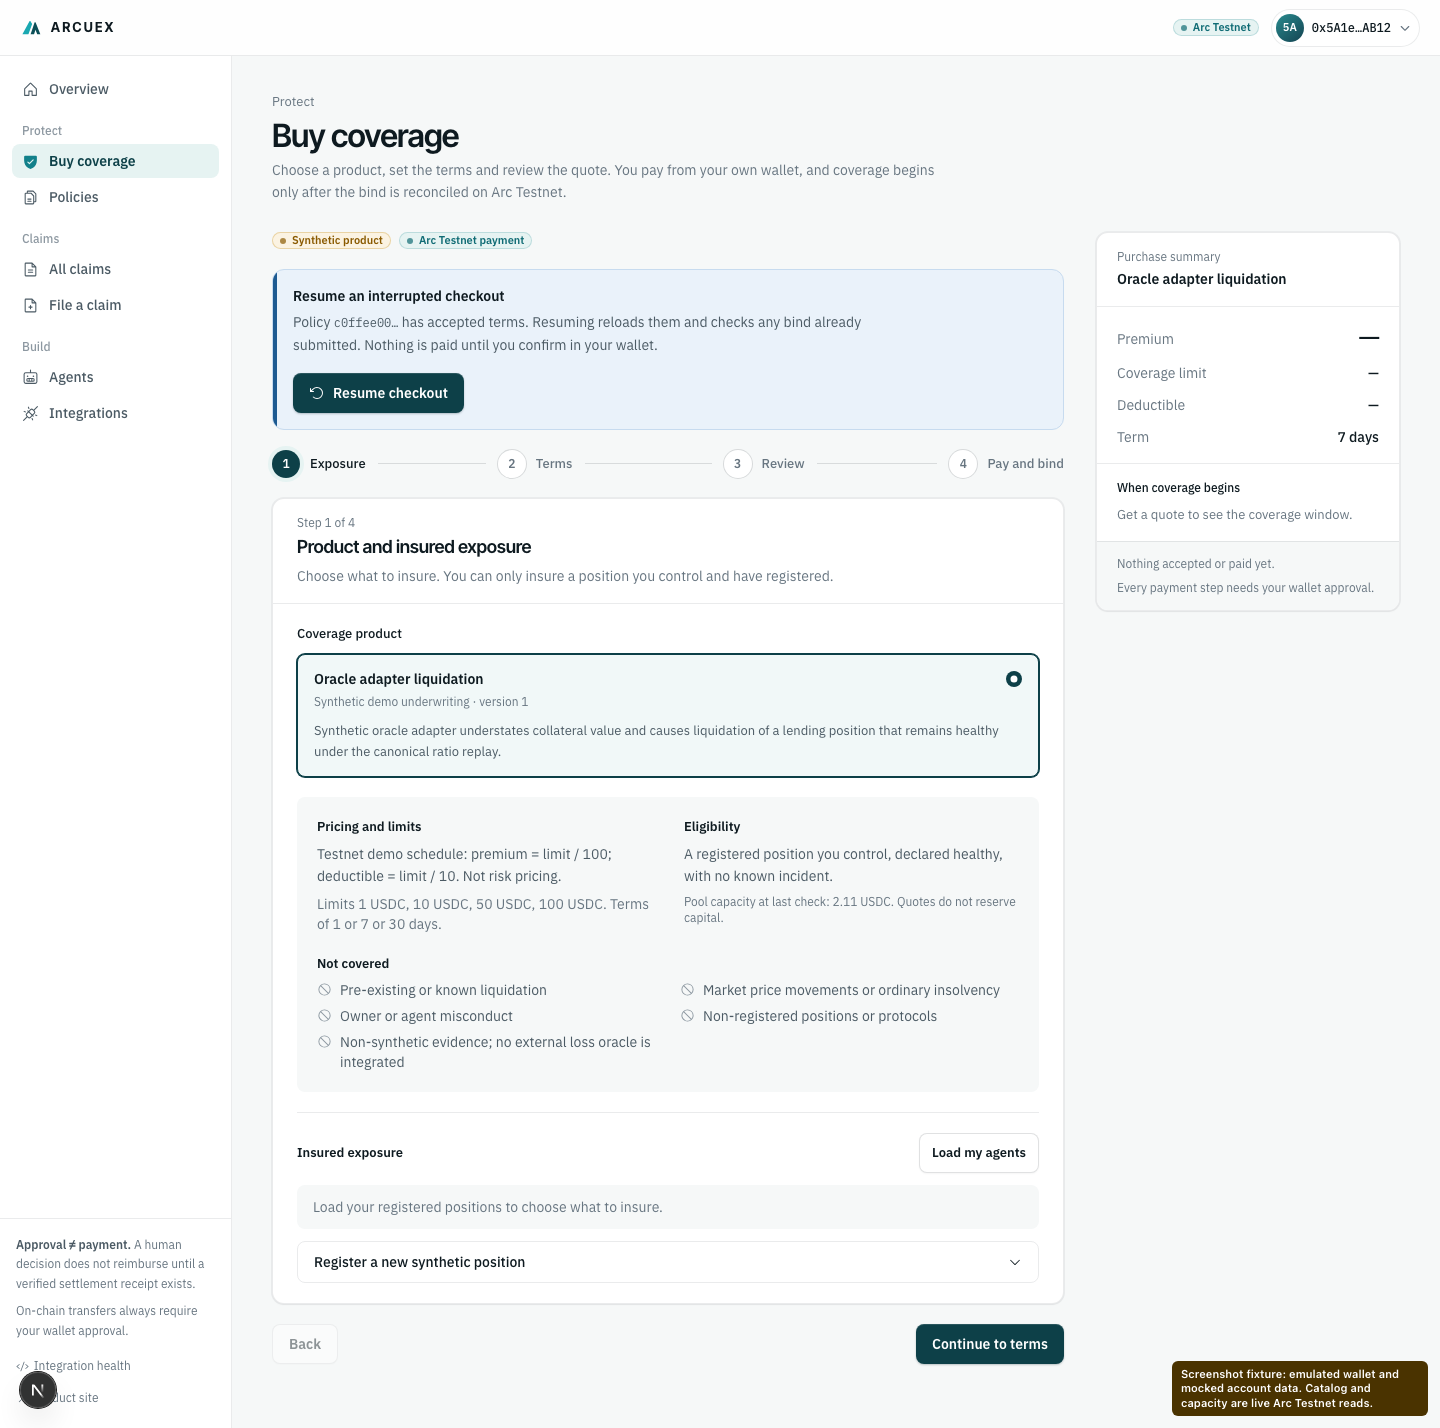 ARCUEX
Arc Testnet
5A
0x5A1e…AB12
Overview
Protect
Buy coverage
Policies
Claims
All claims
File a claim
Build
Agents
Integrations
Approval ≠ payment. A human
decision does not reimburse until a
verified settlement receipt exists.
On-chain transfers always require
your wallet approval.
Integration health
uct site
N
Protect
Buy coverage
Choose a product, set the terms and review the quote. You pay from your own wallet, and coverage begins
only after the bind is reconciled on Arc Testnet.
Synthetic product
Arc Testnet payment
Resume an interrupted checkout
Policy c0ffee00… has accepted terms. Resuming reloads them and checks any bind already
submitted. Nothing is paid until you confirm in your wallet.
Resume checkout
1 Exposure
2 Terms
3 Review
4 Pay and bind
Step 1 of 4
Product and insured exposure
Choose what to insure. You can only insure a position you control and have registered.
Coverage product
Oracle adapter liquidation
Synthetic demo underwriting · version 1
Synthetic oracle adapter understates collateral value and causes liquidation of a lending position that remains healthy
under the canonical ratio replay.
Pricing and limits
Testnet demo schedule: premium = limit / 100;
deductible = limit / 10. Not risk pricing.
Limits 1 USDC, 10 USDC, 50 USDC, 100 USDC. Terms
of 1 or 7 or 30 days.
Eligibility
A registered position you control, declared healthy,
with no known incident.
Pool capacity at last check: 2.11 USDC. Quotes do not reserve
capital.
Not covered
Pre-existing or known liquidation
Market price movements or ordinary insolvency
Owner or agent misconduct
Non-registered positions or protocols
Non-synthetic evidence; no external loss oracle is
integrated
Insured exposure
Load my agents
Load your registered positions to choose what to insure.
Register a new synthetic position
Back
Continue to terms
Purchase summary
Oracle adapter liquidation
Premium —
Coverage limit –
Deductible –
Term 7 days
When coverage begins
Get a quote to see the coverage window.
Nothing accepted or paid yet.
Every payment step needs your wallet approval.
Screenshot fixture: emulated wallet and
mocked account data. Catalog and
capacity are live Arc Testnet reads.